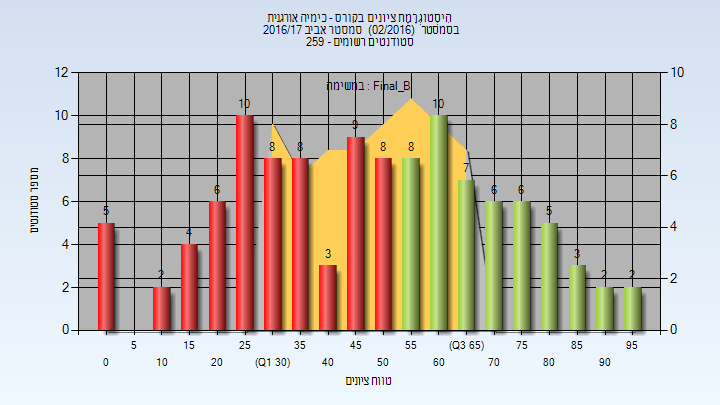 היסטוגרמת ציונים בקורס - כימיה אורגנית
בסמסטר (02/2016) סמסטר אביב 2016/17
סטודנטים רשומים - 259
במשימה : Final_B
מספר סטודנטים
12 10 8 6 4 2 0
10 8 6 4 2 0
5 2 4 6 10 8 8 3 9 8 8 10 7 6 6 5 3 2 2
5 15 25 35 45 55 (Q3 65) 75 85 95
0 10 20 (Q1 30) 40 50 60 70 80 90
טווח ציונים